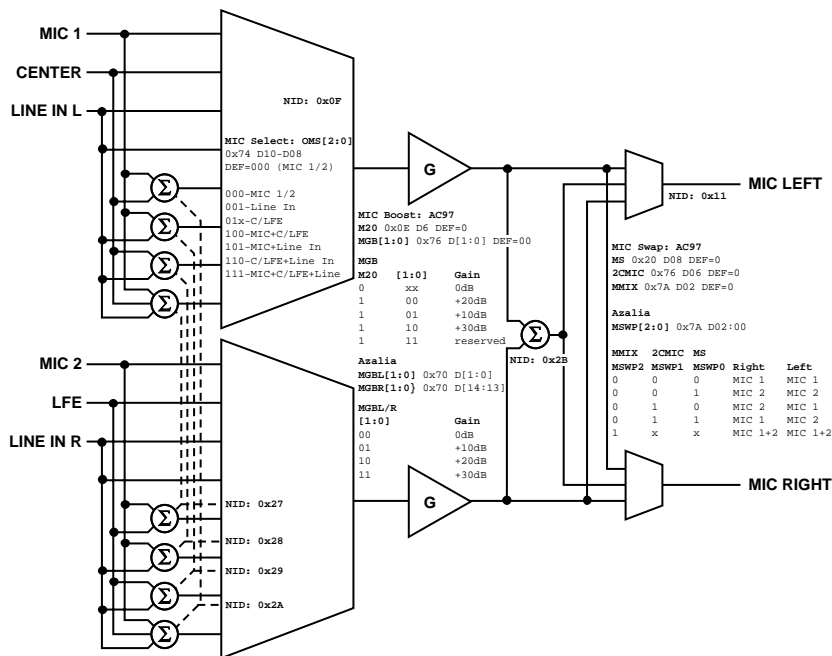 MIC 1
CENTER
LINE IN L
NID: 0x0F
MIC Select: OMS[2:0]
0x74 D10-D08
DEF=000 (MIC 1/2)
000-MIC 1/2
001-Line In
01x-C/LFE
100-MIC+C/LFE
101-MIC+Line In
110-C/LFE+Line In
111-MIC+C/LFE+Line
Σ
Σ
Σ
Σ
G
MIC Boost: AC97
M20 0x0E D6 DEF=0
MGB[1:0] 0x76 D[1:0] DEF=00
MGB
M20 [1:0] Gain
0 xx 0dB
1 00 +20dB
1 01 +10dB
1 10 +30dB
1 11 reserved
Azalia
MGBL[1:0] 0x70 D[1:0]
MGBR[1:0} 0x70 D[14:13]
MGBL/R
[1:0] Gain
00 0dB
01 +10dB
10 +20dB
11 +30dB
G
Σ
NID: 0x2B
NID: 0x11
MIC LEFT
MIC Swap: AC97
MS 0x20 D08 DEF=0
2CMIC 0x76 D06 DEF=0
MMIX 0x7A D02 DEF=0
Azalia
MSWP[2:0] 0x7A D02:00
MMIX 2CMIC MS
MSWP2 MSWP1 MSWP0 Right Left
0 0 0 MIC 1 MIC 1
0 0 1 MIC 2 MIC 2
0 1 0 MIC 2 MIC 1
0 1 1 MIC 1 MIC 2
1 x x MIC 1+2 MIC 1+2
MIC RIGHT
MIC 2
LFE
LINE IN R
Σ
NID: 0x27
Σ
NID: 0x28
Σ
NID: 0x29
Σ
NID: 0x2A